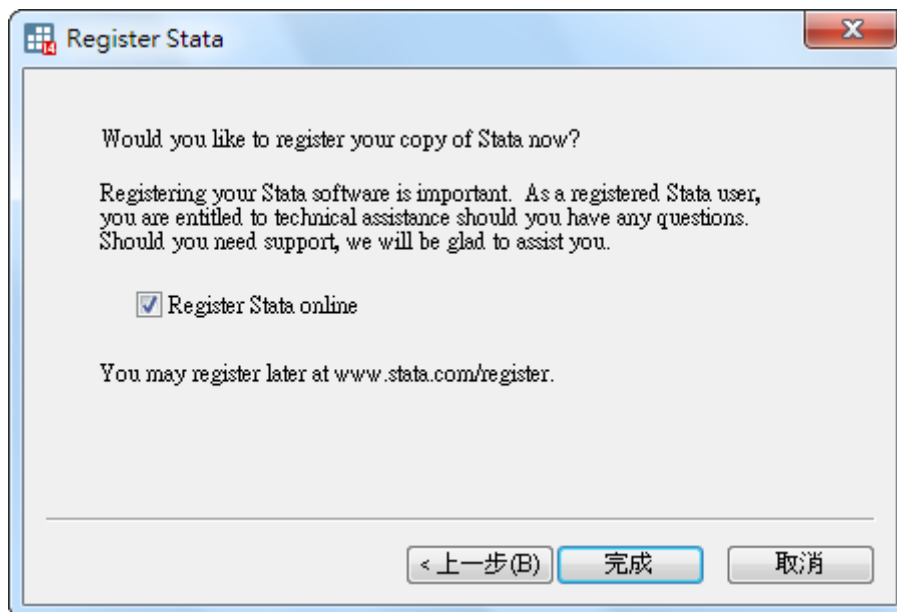 Register Stata
Would you like to register your copy of Stata now?
Registering your Stata software is important. As a registered Stata user,
you are entitled to technical assistance should you have any questions.
Should you need support, we will be glad to assist you.
Register Stata online
You may register later at www.stata.com/register.
< 上一步(B)
完成
取消